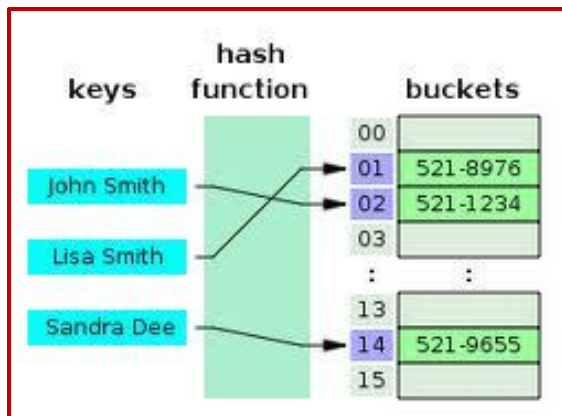 keys
hash
function
buckets
John Smith
Lisa Smith
Sandra Dee
00
01 521-8976
02 521-1234
03
: :
13
14 521-9655
15